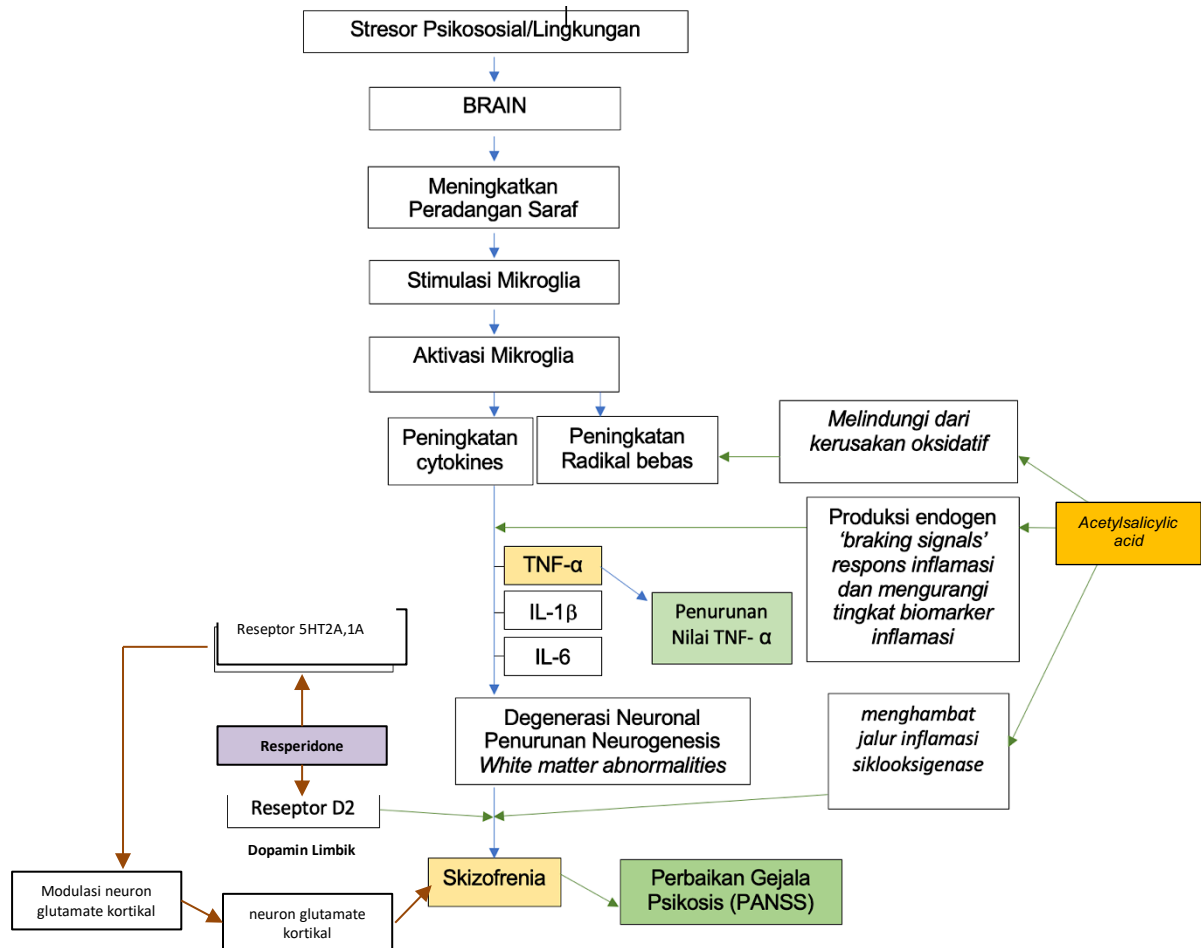 Stresor Psikososial/Lingkungan
BRAIN
Meningkatkan
Peradangan Saraf
Stimulasi Mikroglia
Aktivasi Mikroglia
Peningkatan
cytokines
Peningkatan
Radikal bebas
Melindungi dari
kerusakan oksidatif
Acetylsalicylic
acid
Produksi endogen
‘braking signals’
respons inflamasi
dan mengurangi
tingkat biomarker
inflamasi
TNF-α
IL-1β
IL-6
Penurunan
Nilai TNF- α
Reseptor 5HT2A,1A
Resperidone
Reseptor D2
Dopamin Limbik
Degenerasi Neuronal
Penurunan Neurogenesis
White matter abnormalities
menghambat
jalur inflamasi
siklooksigenase
Modulasi neuron
glutamate kortikal
neuron glutamate
kortikal
Skizofrenia
Perbaikan Gejala
Psikosis (PANSS)